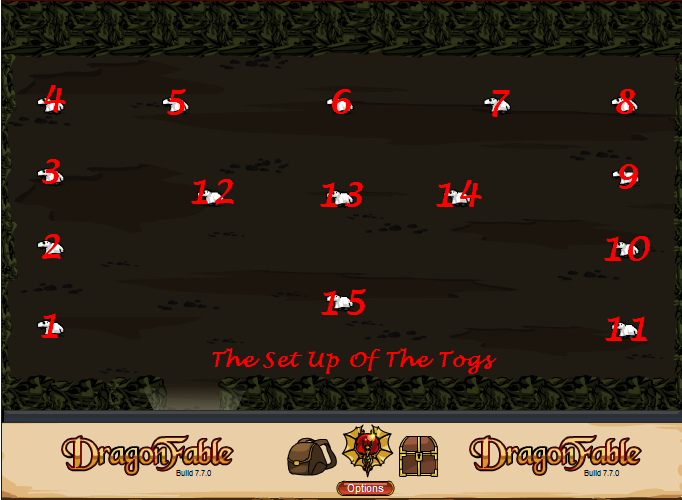 4 5 6 7 8
3 12 13 14 9
2 10
15
1 11
The Set Up Of The Togs
DragonFable DragonFable
Build 7.7.0 Build 7.7.0
Options